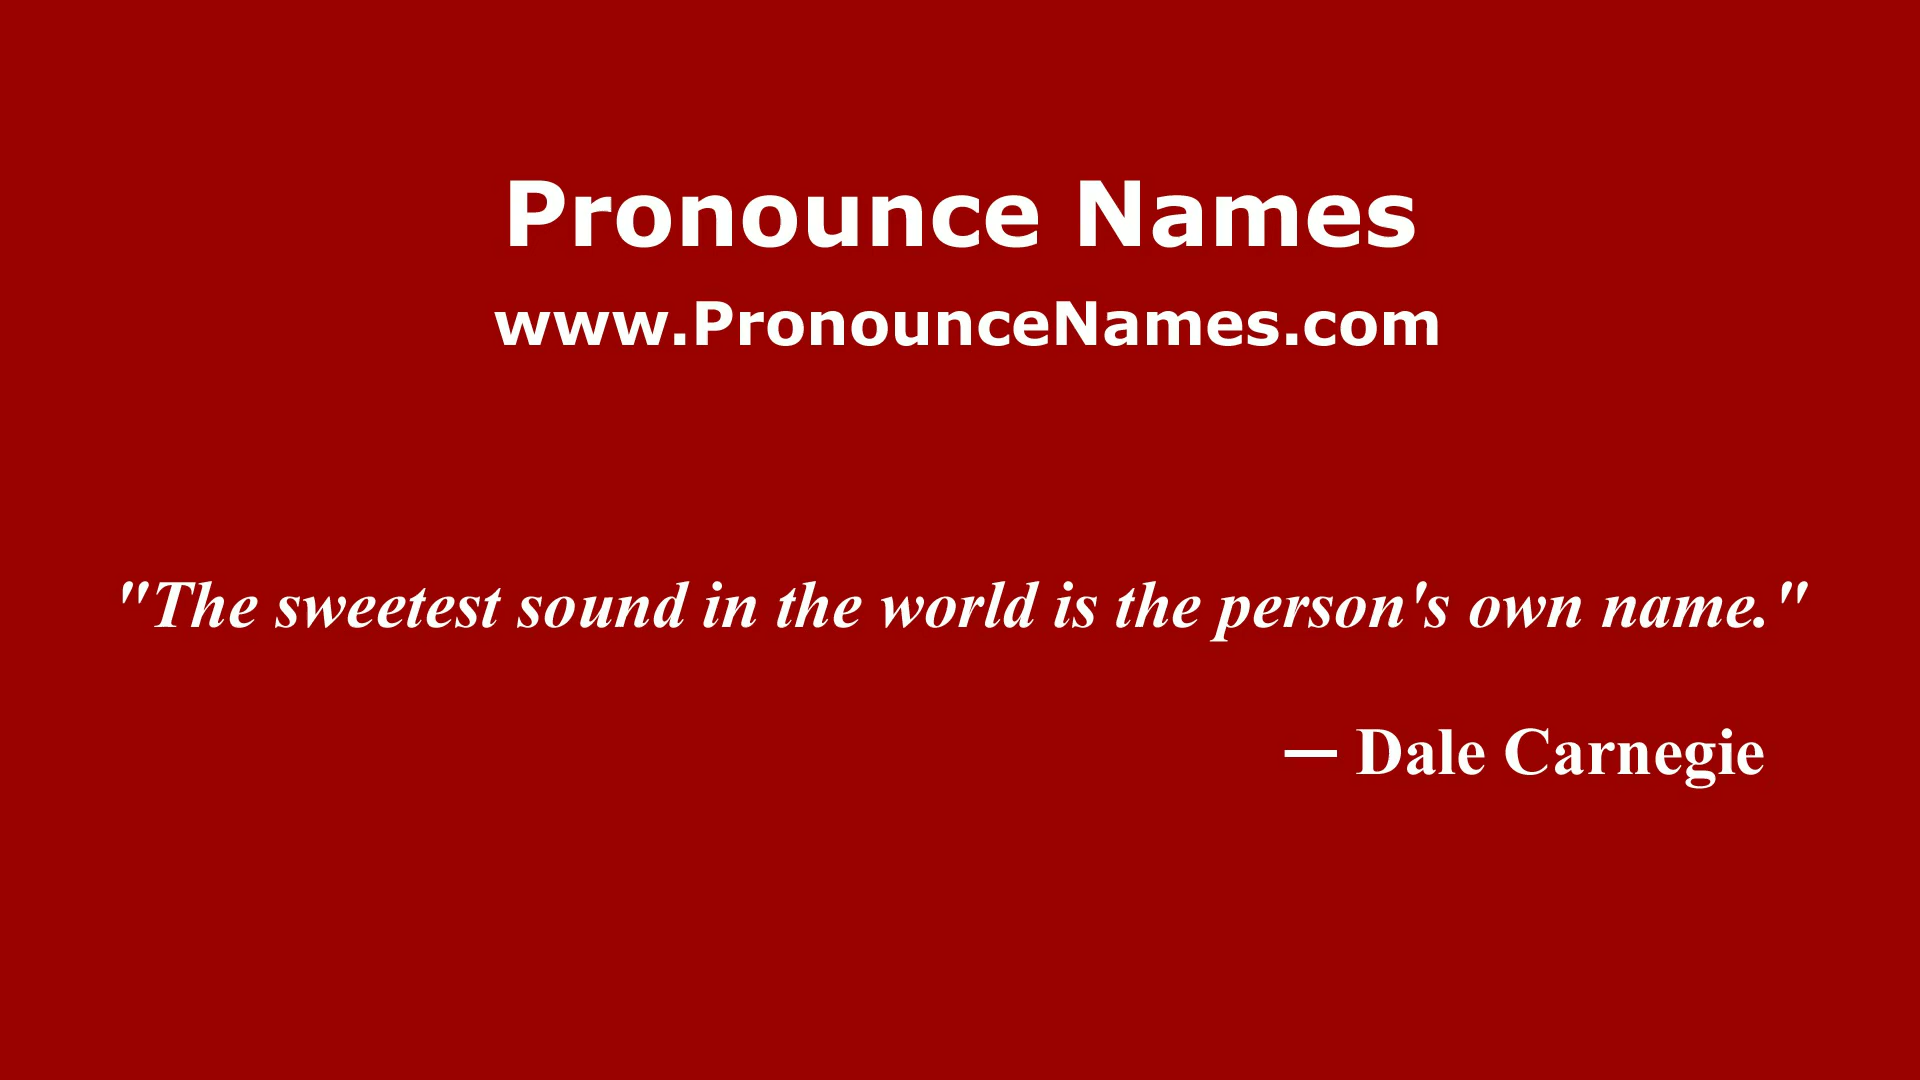 Pronounce Names
www.PronounceNames.com
"The sweetest sound in the world is the person's own name."
— Dale Carnegie